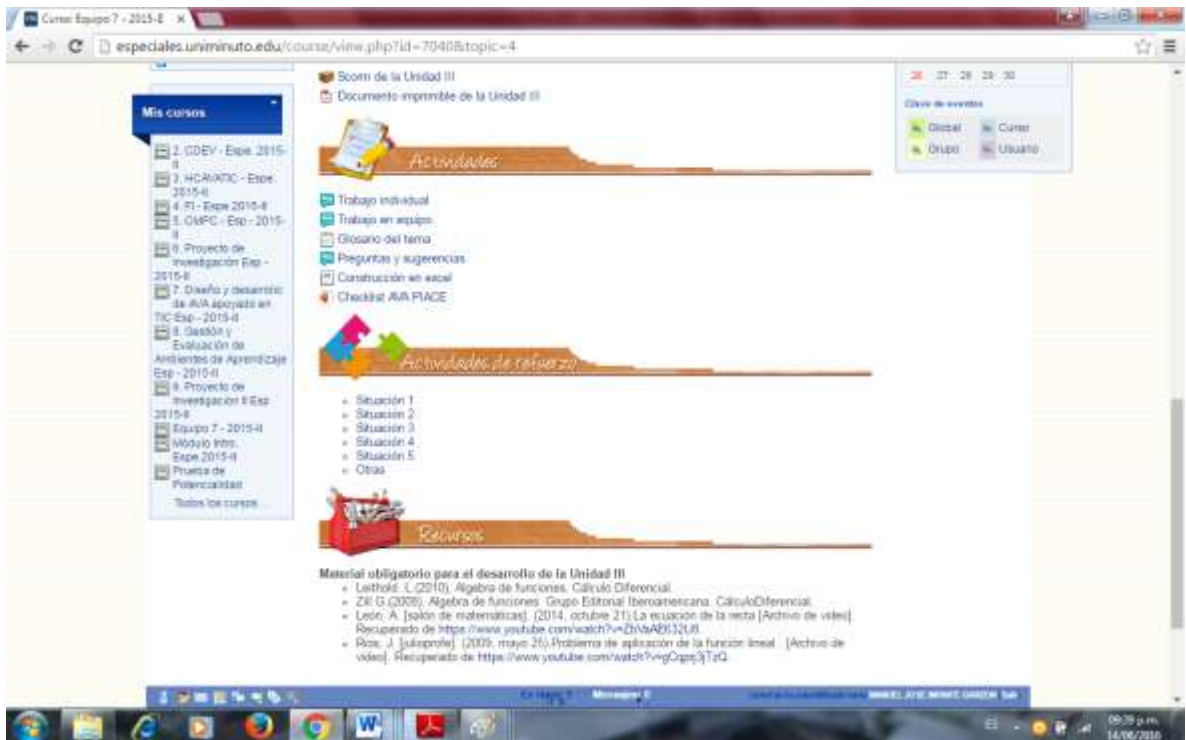 Curso: Equipo 7 - 2015-II
especiales.uniminuto.edu/course/view.php?id=7040&topic=4
Scorm de la Unidad III
Documento imprimible de la Unidad III
Mis cursos
2. CDEV - Espe. 2015-
II
3. HCAVATIC - Espe.
2015-II
4. FI - Espe 2015-II
5. GMPC - Esp - 2015-
II
6. Proyecto de
Investigación Esp -
2015-II
7. Diseño y desarrollo
de AVA apoyado en
TIC Esp - 2015-II
8. Gestión y
Evaluación de
Ambientes de Aprendizaje
Esp - 2015-II
9. Proyecto de
Investigación II Esp
2015-II
Equipo 7 - 2015-II
Módulo Intro.
Espe 2015-II
Prueba de
Potencialidad
Todos los cursos ...
Actividades
Trabajo individual
Trabajo en equipo
Glosario del tema
Preguntas y sugerencias
Construcción en excel
Checklist AVA PIACE
Actividades de refuerzo
Situación 1
Situación 2
Situación 3
Situación 4
Situación 5
Otras
Recursos
Material obligatorio para el desarrollo de la Unidad III
Leithold, L.(2010). Algebra de funciones. Cálculo Diferencial.
Zill G.(2008). Algebra de funciones. Grupo Editorial Iberoamericana. CálculoDiferencial.
León, A. [salón de matemáticas]. (2014, octubre 21).La ecuación de la recta [Archivo de video].
Recuperado de https://www.youtube.com/watch?
Rios, J. [julioprofe]. (2009, mayo 25).Problema de aplicación de la función lineal . [Archivo de
video]. Recuperado de https://www.youtube.com/watch?
26 27 28 29 30
Clave de eventos
Global Curso
Grupo Usuario
Mensajes: 0
ES
09:39 p.m.
14/06/2016